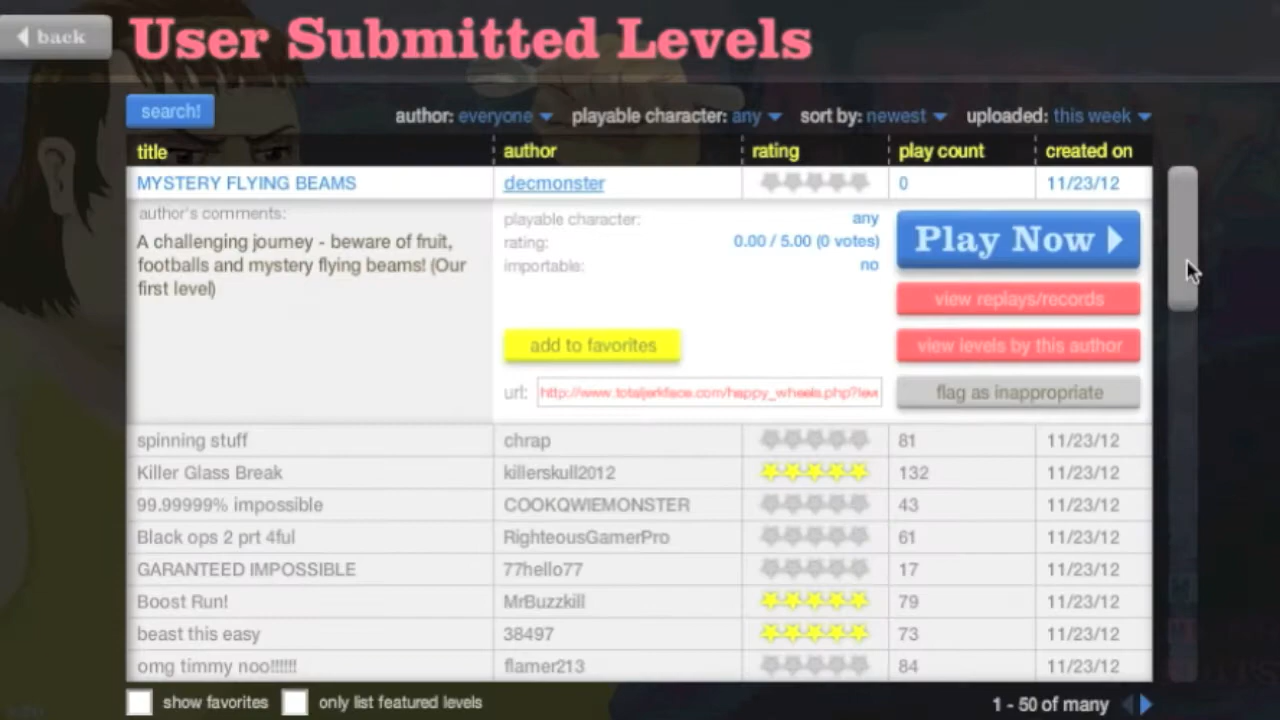 back
User Submitted Levels
search!
author: everyone playable character: any sort by: newest uploaded: this week
title author rating play count created on
MYSTERY FLYING BEAMS decmonster 0 11/23/12
author's comments:
A challenging journey - beware of fruit,
footballs and mystery flying beams! (Our
first level)
playable character: any
rating: 0.00 / 5.00 (0 votes)
importable: no
add to favorites
url: http://www.totaljerkface.com/happy_wheels.php?lev
Play Now
view replays/records
view levels by this author
flag as inappropriate
spinning stuff chrap 81 11/23/12
Killer Glass Break killerskull2012 132 11/23/12
99.99999% impossible COOKQWIEMONSTER 43 11/23/12
Black ops 2 prt 4ful RighteousGamerPro 61 11/23/12
GARANTEED IMPOSSIBLE 77hello77 17 11/23/12
Boost Run! MrBuzzkill 79 11/23/12
beast this easy 38497 73 11/23/12
omg timmy noo!!!!!! flamer213 84 11/23/12
show favorites only list featured levels 1 - 50 of many